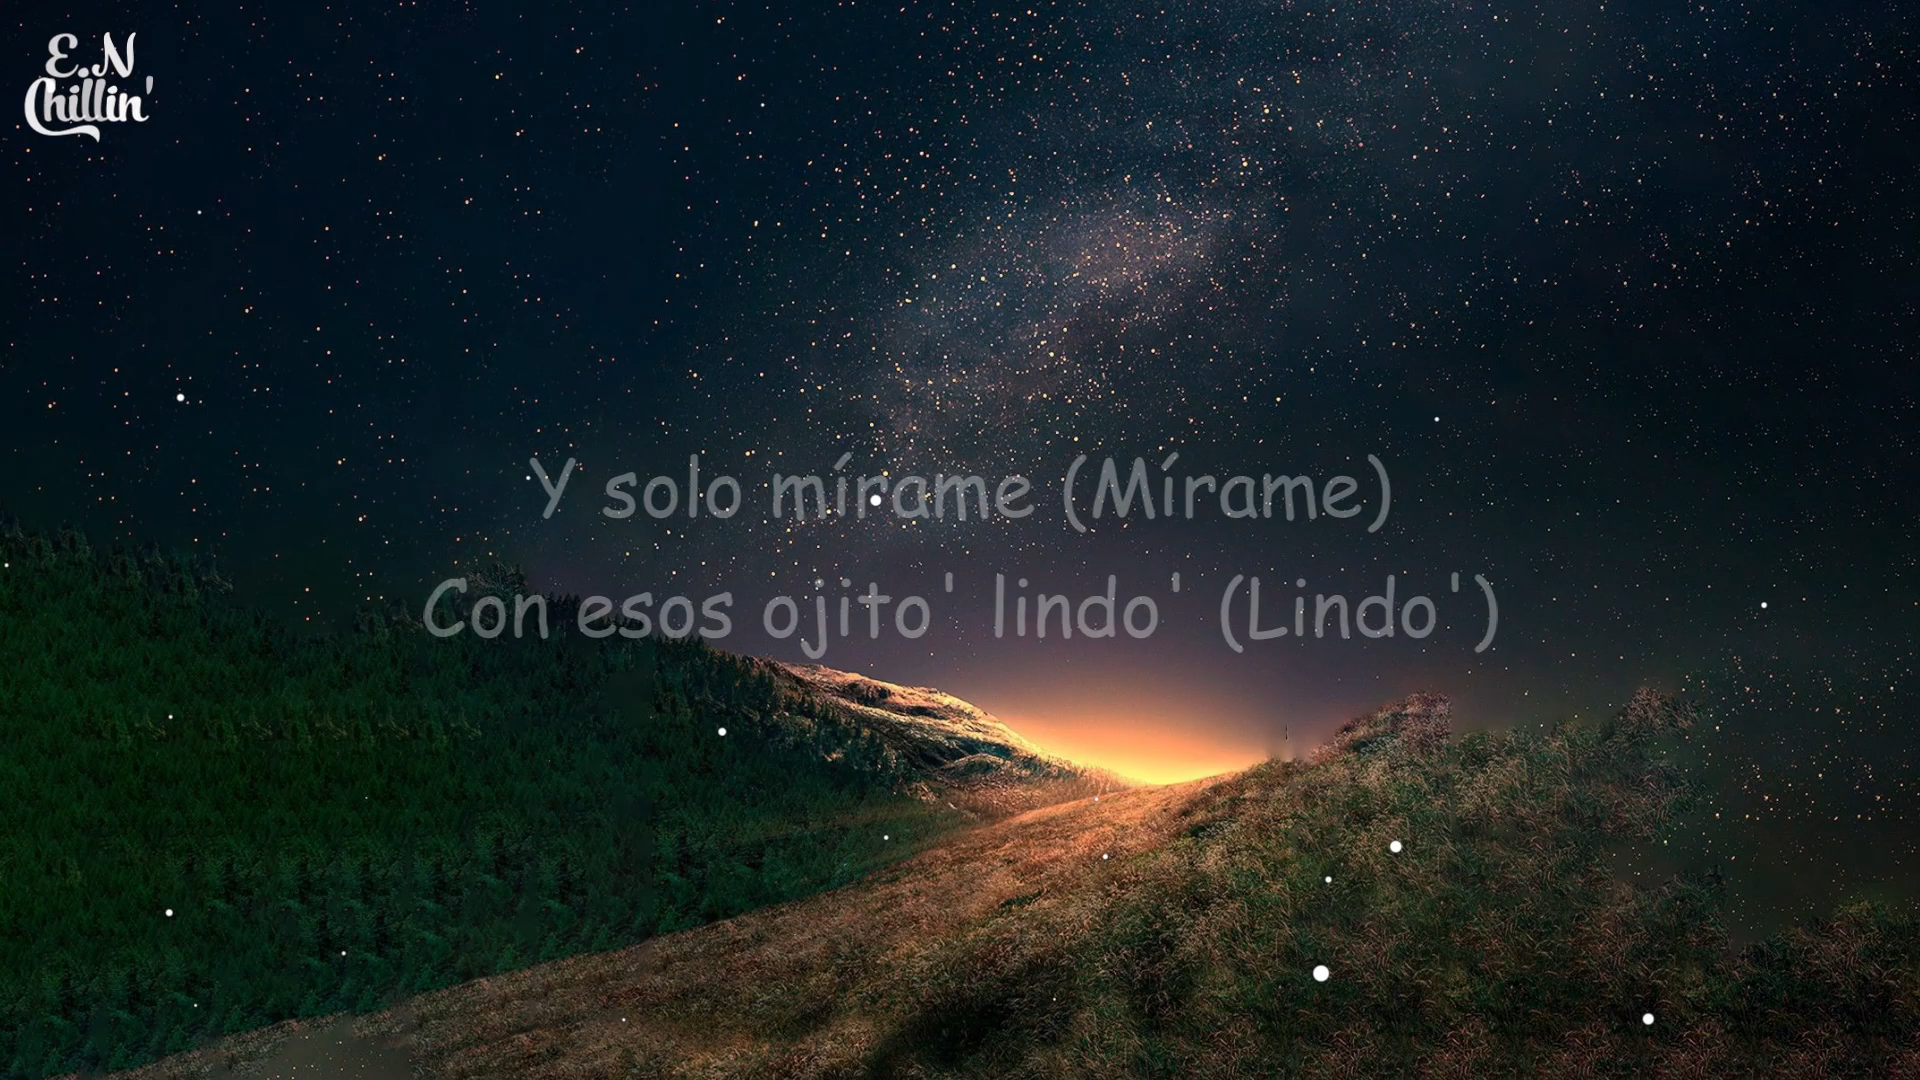 E.N
Chillin'
Y solo mírame (Mírame)
Con esos ojito' lindo' (Lindo')